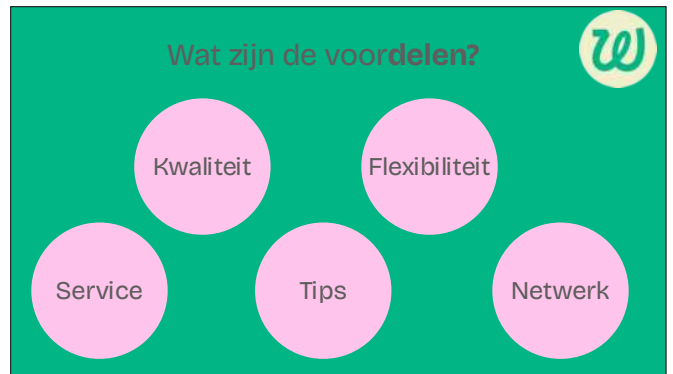 Wat zijn de voordelen?
W
Kwaliteit
Flexibiliteit
Service
Tips
Netwerk